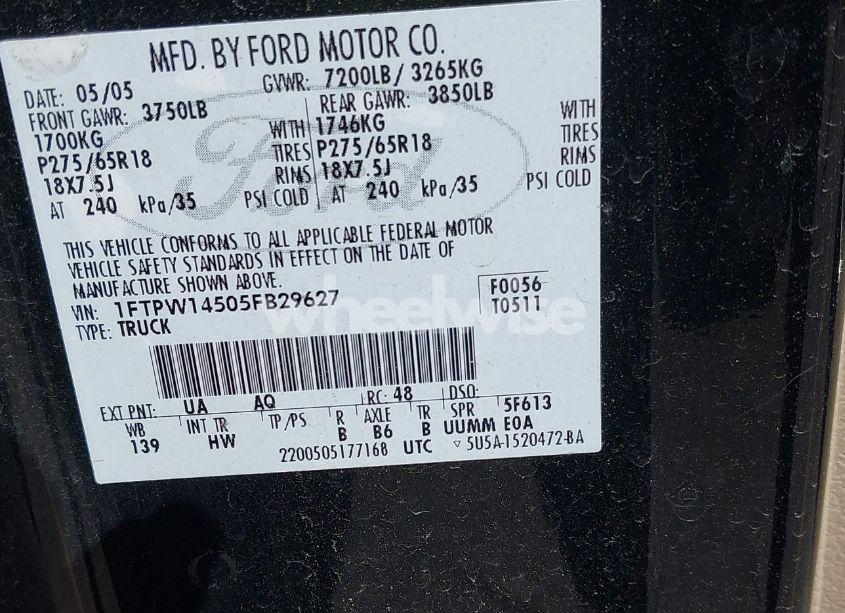 MFD. BY FORD MOTOR CO.
DATE: 05/05 GVWR: 7200LB / 3265KG
FRONT GAWR: 3750LB REAR GAWR: 3850LB
1700KG WITH 1746KG WITH
P275/65R18 TIRES P275/65R18 TIRES
18X7.5J RIMS 18X7.5J RIMS
AT 240 kPa/35 PSI COLD AT 240 kPa/35 PSI COLD
Ford
THIS VEHICLE CONFORMS TO ALL APPLICABLE FEDERAL MOTOR
VEHICLE SAFETY STANDARDS IN EFFECT ON THE DATE OF
MANUFACTURE SHOWN ABOVE.
VIN: 1FTPW14505FB29627 F0056
TYPE: TRUCK T0511
wheelwise
EXT PNT: UA AQ RC: 48 DSO:
WB INT TR TP/PS R AXLE TR SPR 5F613
139 HW B B6 B UUMM E0A
2200505177168 UTC ▽ 5U5A-1520472-BA